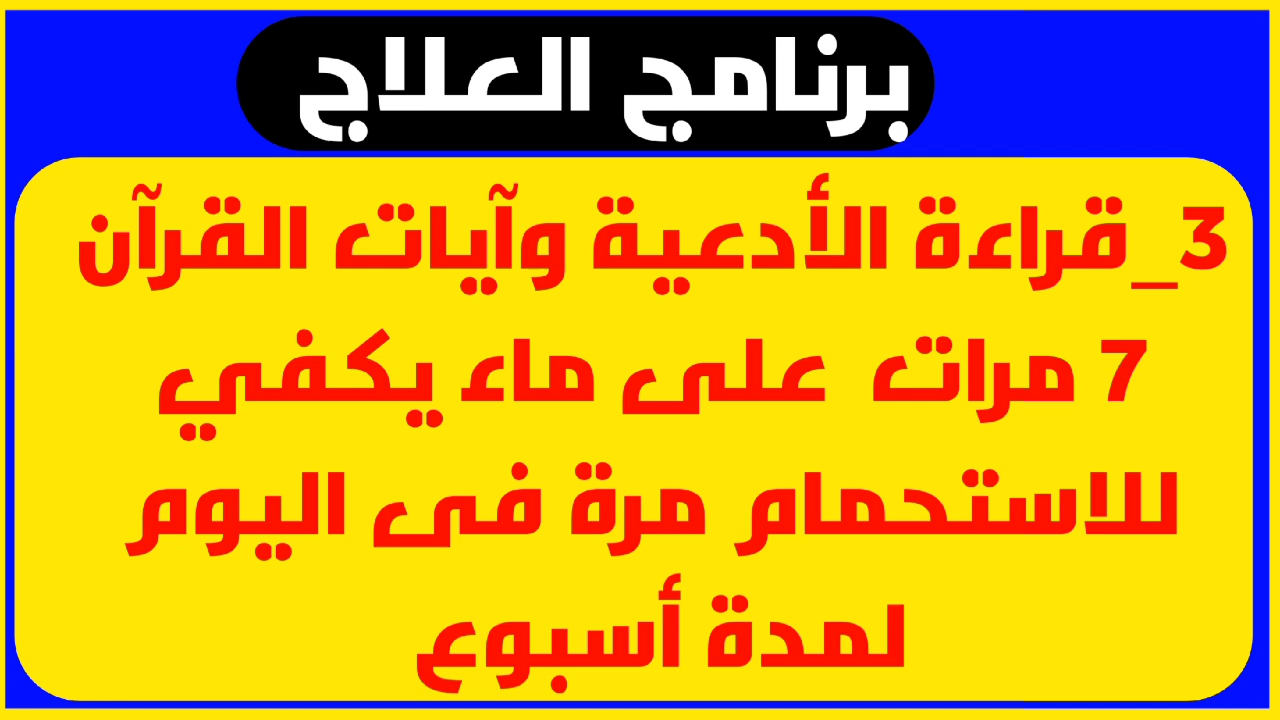 برنامج العلاج
3_قراءة الأدعية وآيات القرآن
7 مرات على ماء يكفي
للاستحمام مرة فى اليوم
لمدة أسبوع